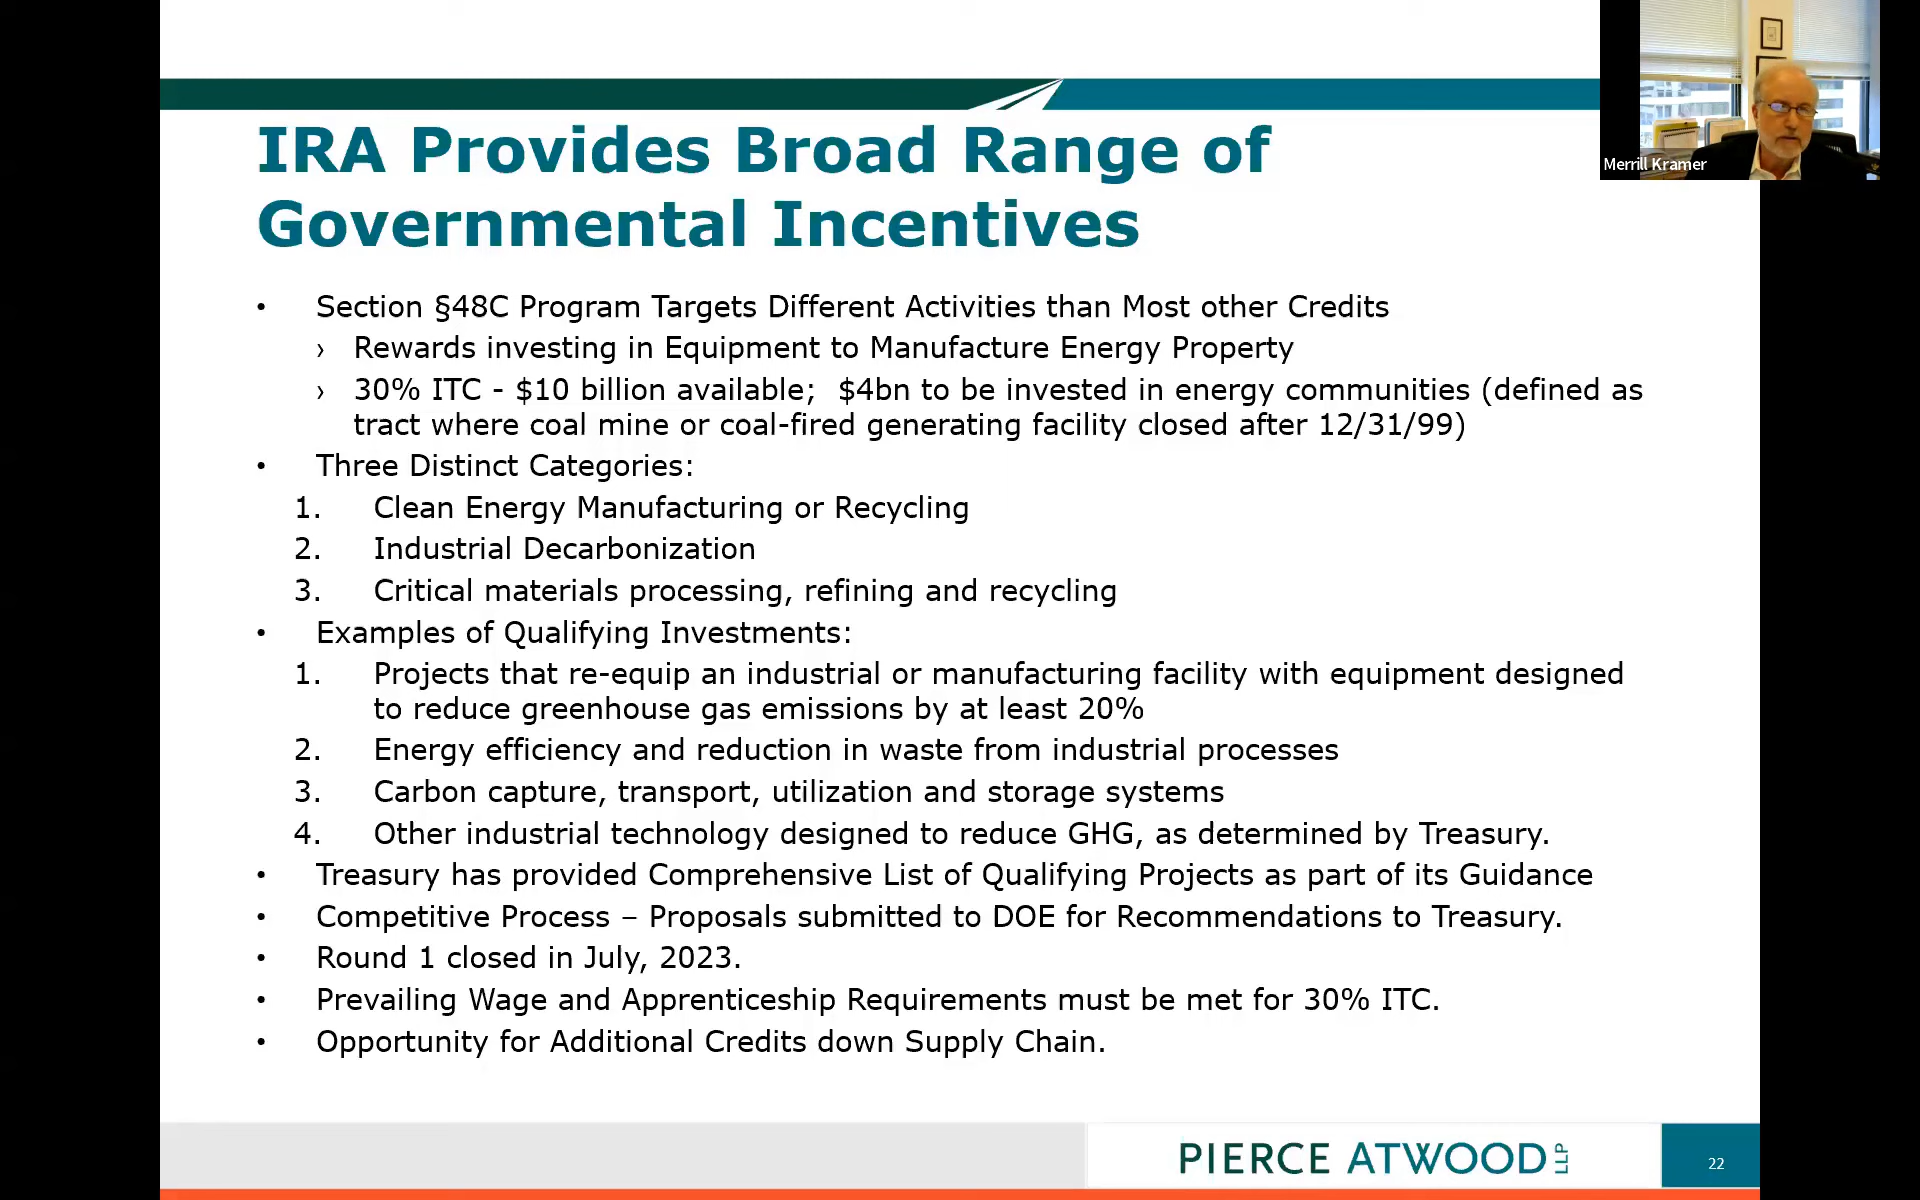 IRA Provides Broad Range of
Governmental Incentives
Merrill Kramer
• Section §48C Program Targets Different Activities than Most other Credits
› Rewards investing in Equipment to Manufacture Energy Property
› 30% ITC - $10 billion available;  $4bn to be invested in energy communities (defined as
tract where coal mine or coal-fired generating facility closed after 12/31/99)
• Three Distinct Categories:
1. Clean Energy Manufacturing or Recycling
2. Industrial Decarbonization
3. Critical materials processing, refining and recycling
• Examples of Qualifying Investments:
1. Projects that re-equip an industrial or manufacturing facility with equipment designed
to reduce greenhouse gas emissions by at least 20%
2. Energy efficiency and reduction in waste from industrial processes
3. Carbon capture, transport, utilization and storage systems
4. Other industrial technology designed to reduce GHG, as determined by Treasury.
• Treasury has provided Comprehensive List of Qualifying Projects as part of its Guidance
• Competitive Process – Proposals submitted to DOE for Recommendations to Treasury.
• Round 1 closed in July, 2023.
• Prevailing Wage and Apprenticeship Requirements must be met for 30% ITC.
• Opportunity for Additional Credits down Supply Chain.
PIERCE ATWOOD LLP
22